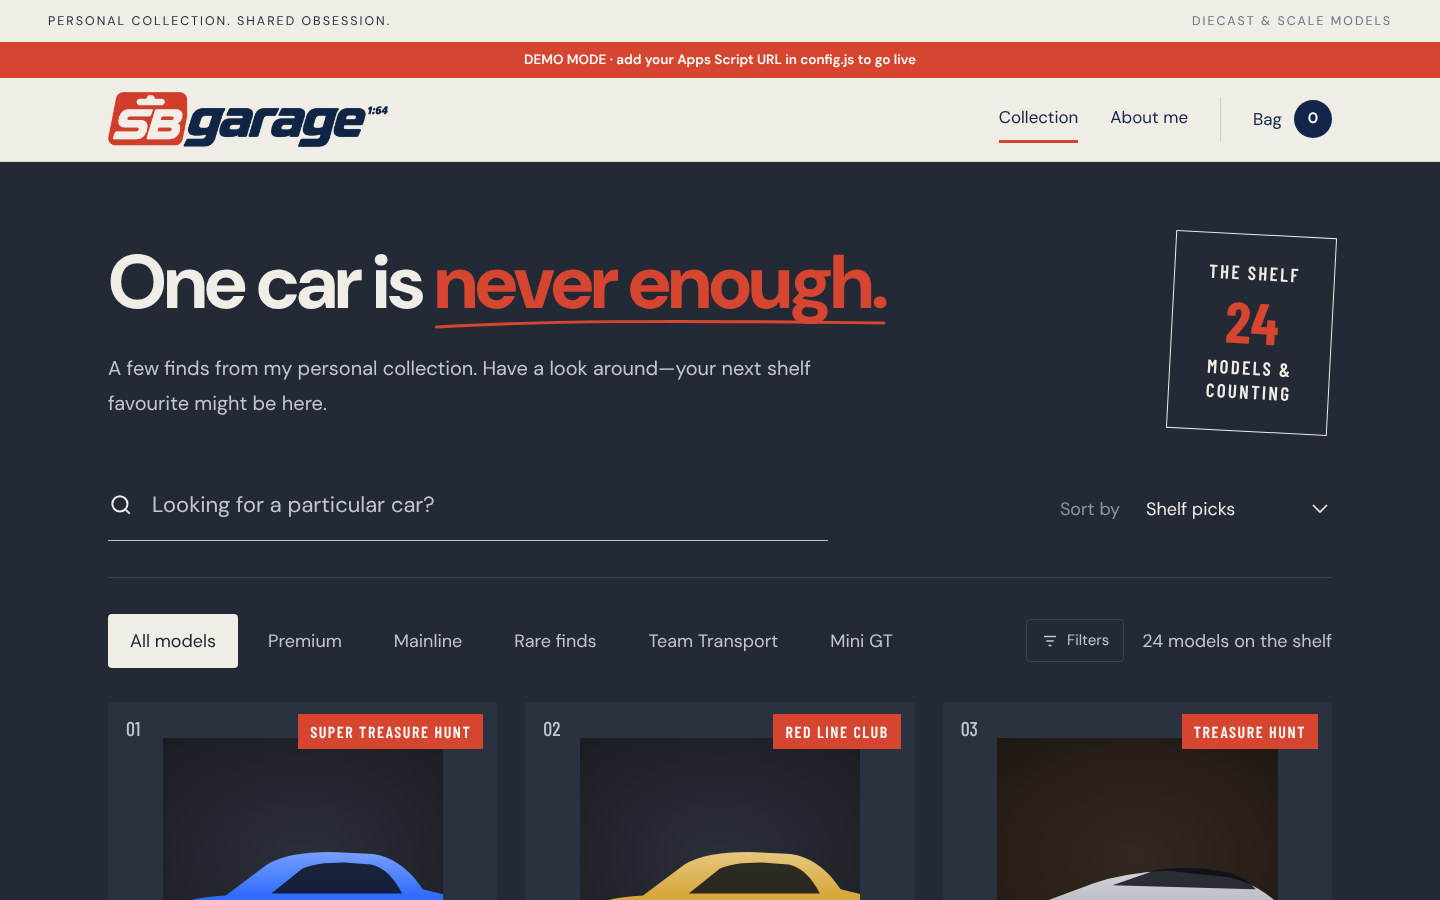 PERSONAL COLLECTION. SHARED OBSESSION.
DIECAST & SCALE MODELS
DEMO MODE · add your Apps Script URL in config.js to go live
SB garage 1:64
Collection
About me
Bag
0
One car is never enough.
A few finds from my personal collection. Have a look around—your next shelf
favourite might be here.
THE SHELF
24
MODELS &
COUNTING
Looking for a particular car?
Sort by
Shelf picks
All models
Premium
Mainline
Rare finds
Team Transport
Mini GT
Filters
24 models on the shelf
01
SUPER TREASURE HUNT
02
RED LINE CLUB
03
TREASURE HUNT